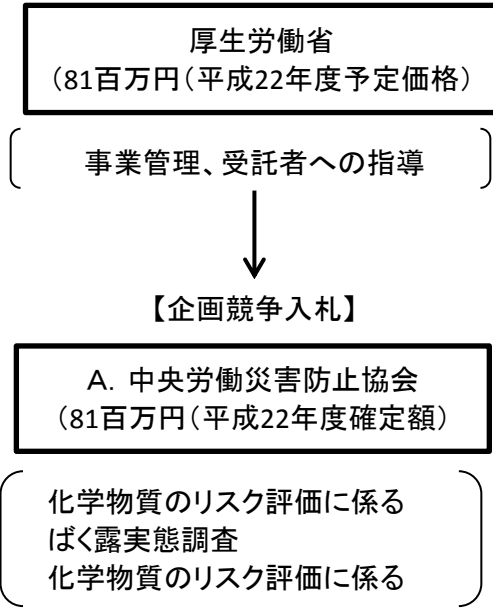 厚生労働省
（81百万円（平成22年度予定価格）
事業管理、受託者への指導
【企画競争入札】
A．中央労働災害防止協会
（81百万円（平成22年度確定額）
化学物質のリスク評価に係る
ばく露実態調査
化学物質のリスク評価に係る